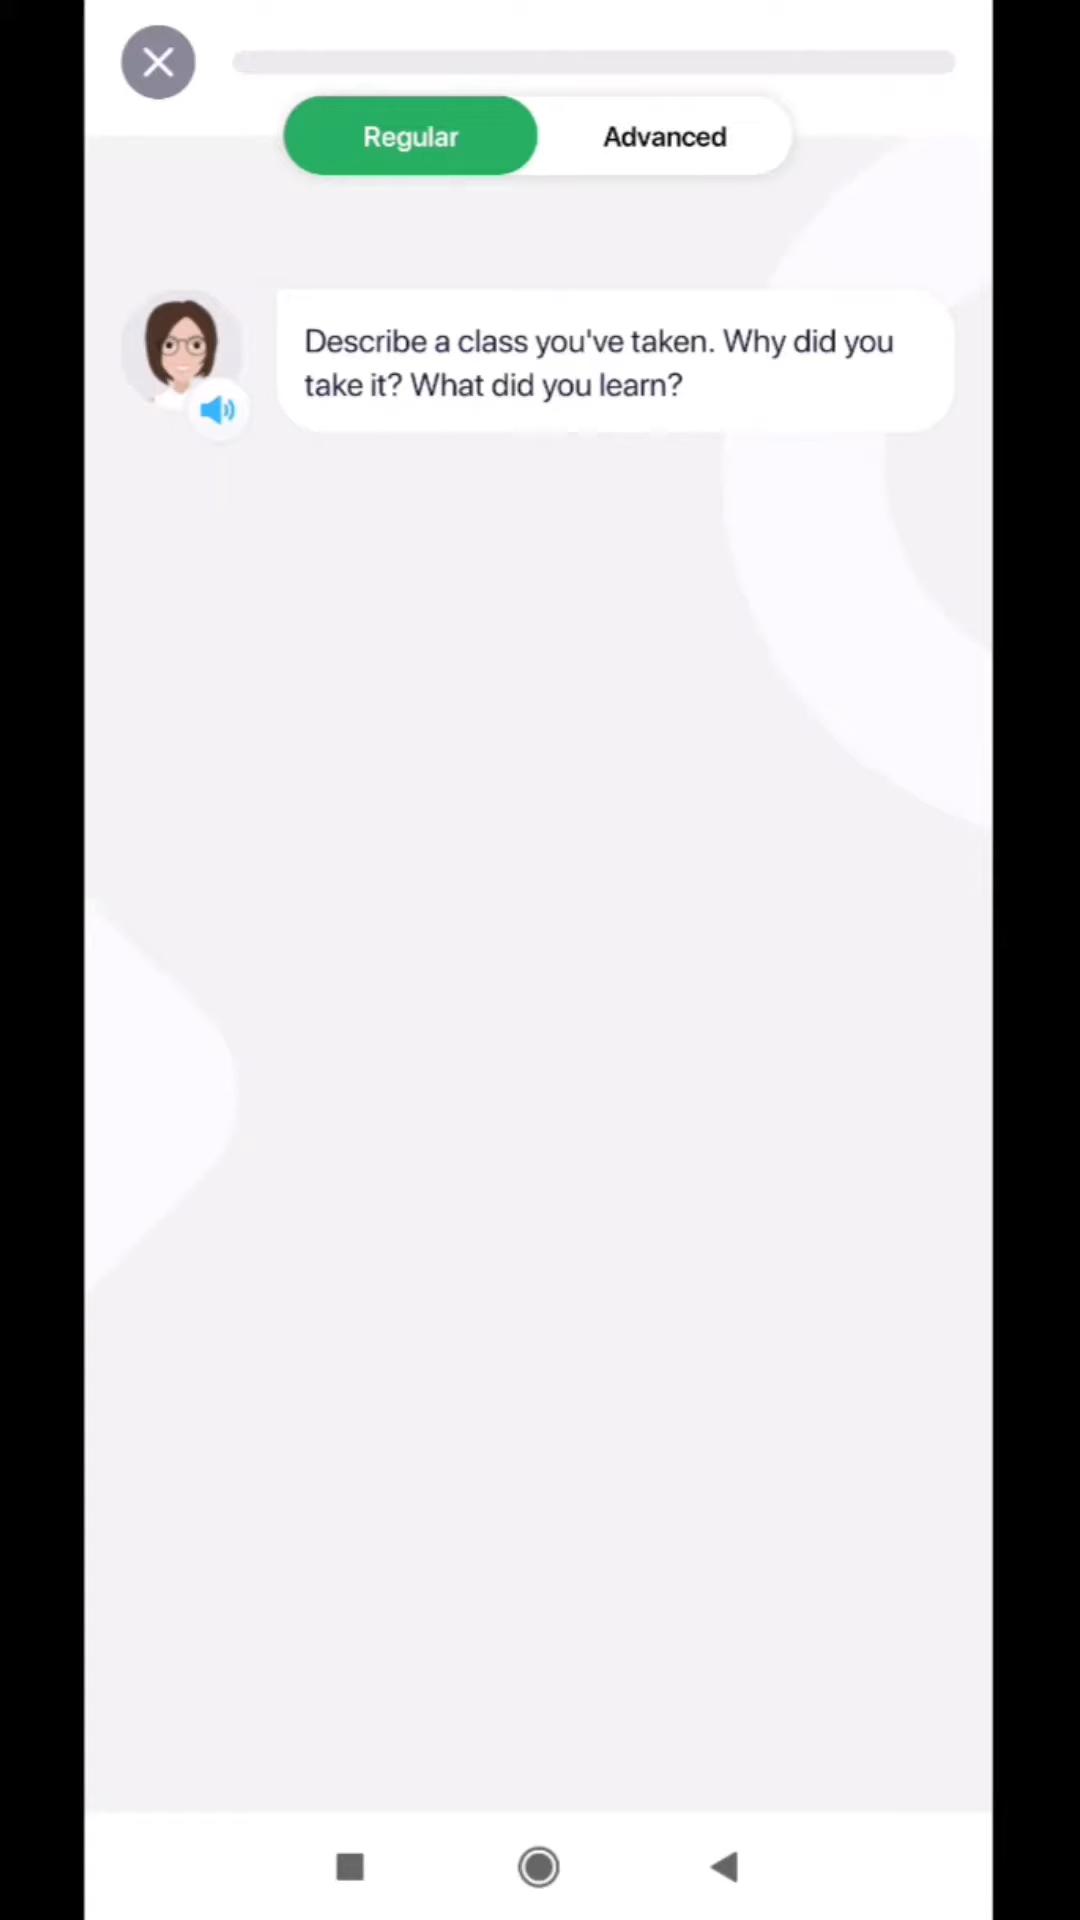 Regular
Advanced
Describe a class you've taken. Why did you
take it? What did you learn?